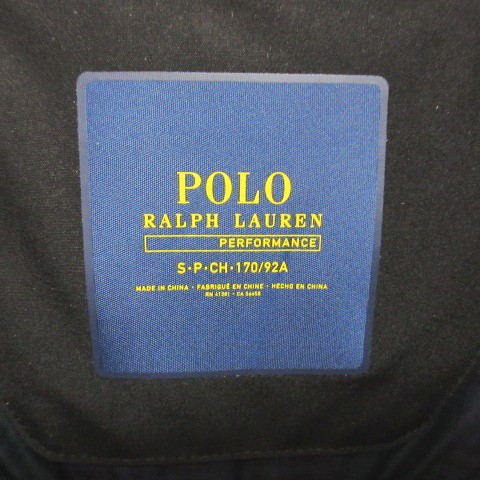 POLO
RALPH LAUREN
PERFORMANCE
S•P•CH•170/92A
MADE IN CHINA • FABRIQUÉ EN CHINE • HECHO EN CHINA
RN 41381 • CA 56658